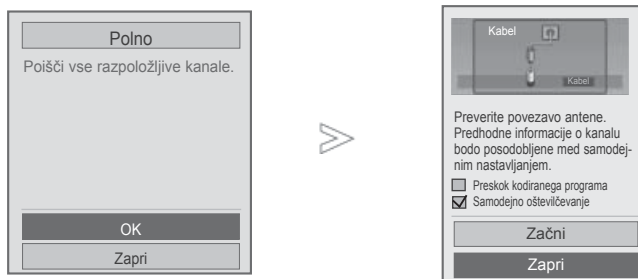 Polno
Poišči vse razpoložljive kanale.
OK
Zapri
Kabel
Kabel
Preverite povezavo antene.
Predhodne informacije o kanalu
bodo posodobljene med samodej-
nim nastavljanjem.
Preskok kodiranega programa
Samodejno oštevilčevanje
Začni
Zapri